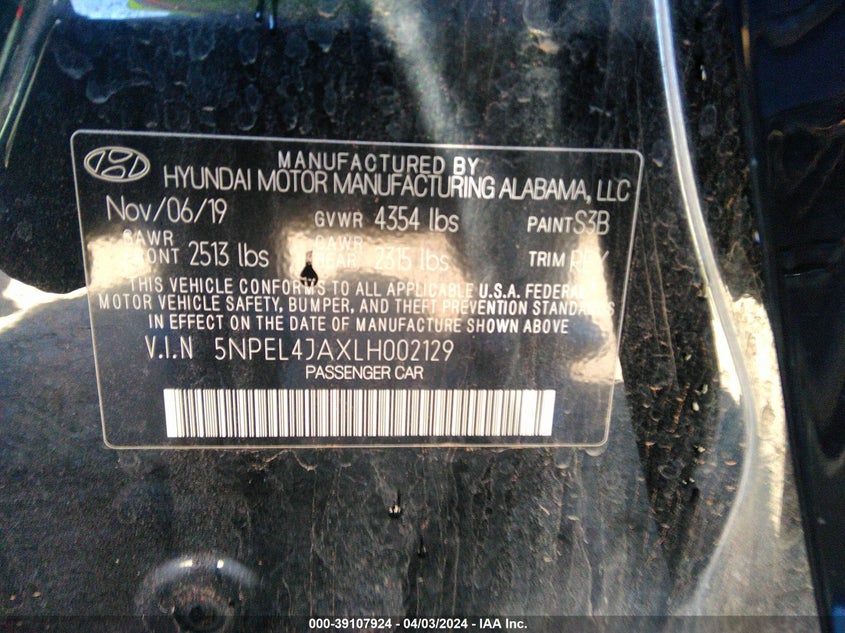 MANUFACTURED BY
HYUNDAI MOTOR MANUFACTURING ALABAMA, LLC
Nov/06/19 GVWR 4354 lbs PAINT S3B
GAWR FRONT 2513 lbs GAWR REAR 2315 lbs TRIM
THIS VEHICLE CONFORMS TO ALL APPLICABLE U.S.A. FEDERAL
MOTOR VEHICLE SAFETY, BUMPER, AND THEFT PREVENTION STANDARDS
IN EFFECT ON THE DATE OF MANUFACTURE SHOWN ABOVE
V.I.N 5NPEL4JAXLH002129
PASSENGER CAR
000-39107924 - 04/03/2024 - IAA Inc.